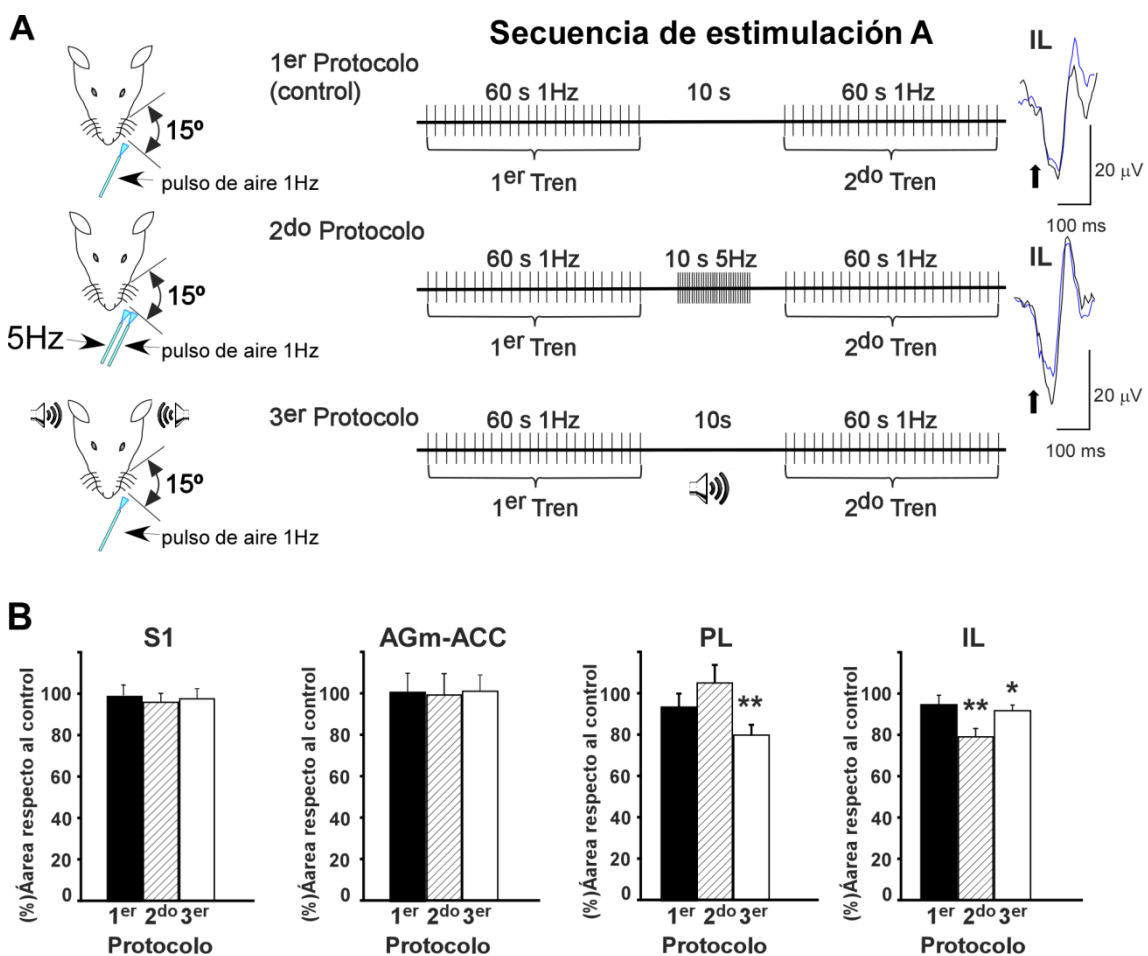 A
Secuencia de estimulación A
IL
1er Protocolo
(control)
60 s 1Hz
10 s
60 s 1Hz
15º
pulso de aire 1Hz
1er Tren
2do Tren
20 µV
100 ms
2do Protocolo
IL
60 s 1Hz
10 s 5Hz
60 s 1Hz
15º
5Hz
pulso de aire 1Hz
1er Tren
2do Tren
20 µV
100 ms
3er Protocolo
60 s 1Hz
10s
60 s 1Hz
15º
pulso de aire 1Hz
1er Tren
2do Tren
B
S1
(%)Áarea respecto al control
100
80
60
40
20
0
1er 2do 3er
Protocolo
AGm-ACC
(%)Áarea respecto al control
100
80
60
40
20
0
1er 2do 3er
Protocolo
PL
(%)Áarea respecto al control
100
80
60
40
20
0
**
1er 2do 3er
Protocolo
IL
(%)Áarea respecto al control
100
80
60
40
20
0
**
*
1er 2do 3er
Protocolo